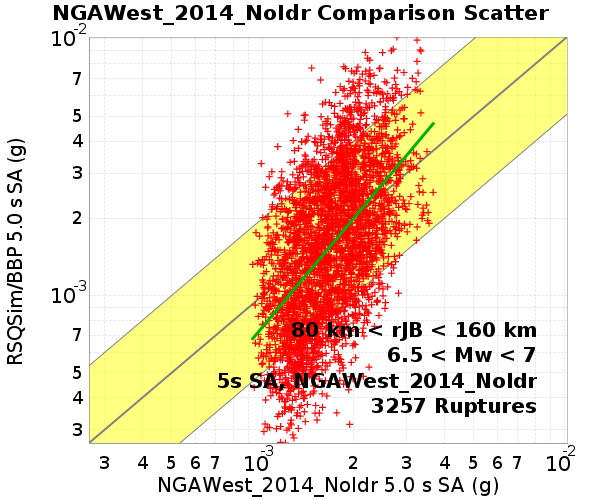 NGAWest_2014_NoIdr Comparison Scatter
10-2
7
5
4
3
2
10-3
7
5
4
3
RSQSim/BBP 5.0 s SA (g)
80 km < rJB < 160 km
6.5 < Mw < 7
5s SA, NGAWest_2014_NoIdr
3257 Ruptures
3 4 5 6 7 10-3 2 3 4 5 6 7 10-2
NGAWest_2014_NoIdr 5.0 s SA (g)